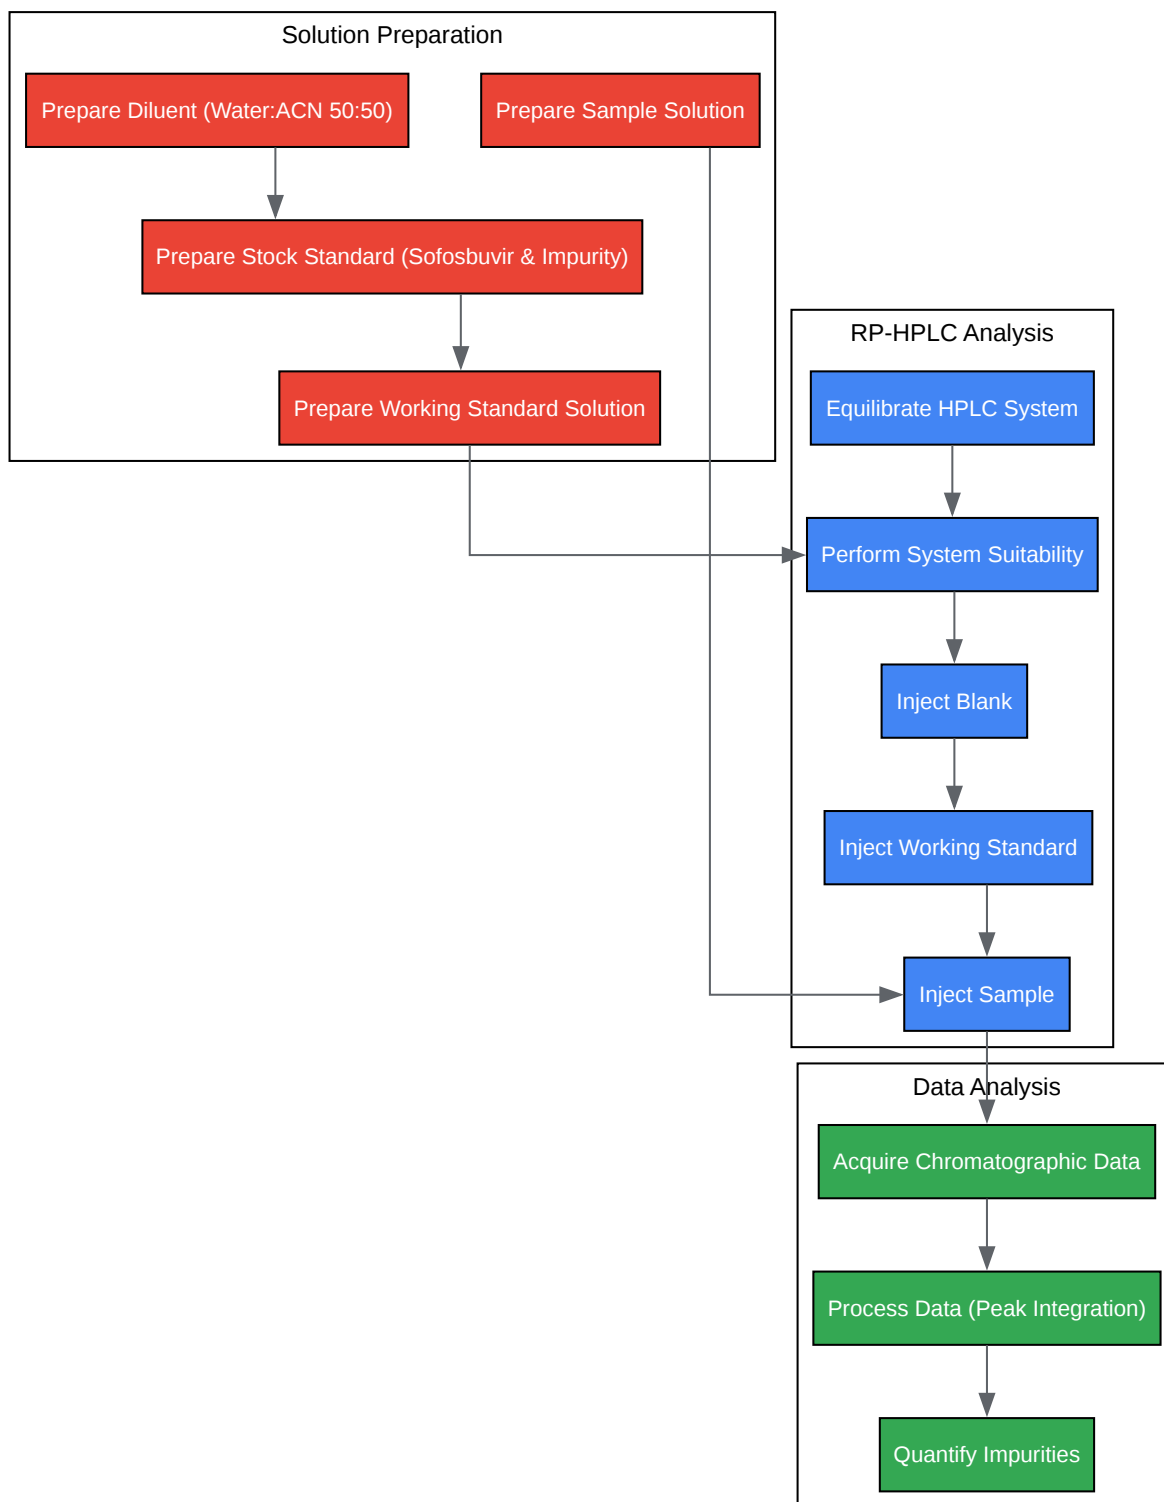 Solution Preparation
Prepare Diluent (Water:ACN 50:50)
Prepare Sample Solution
Prepare Stock Standard (Sofosbuvir & Impurity)
Prepare Working Standard Solution
RP-HPLC Analysis
Equilibrate HPLC System
Perform System Suitability
Inject Blank
Inject Working Standard
Inject Sample
Data Analysis
Acquire Chromatographic Data
Process Data (Peak Integration)
Quantify Impurities